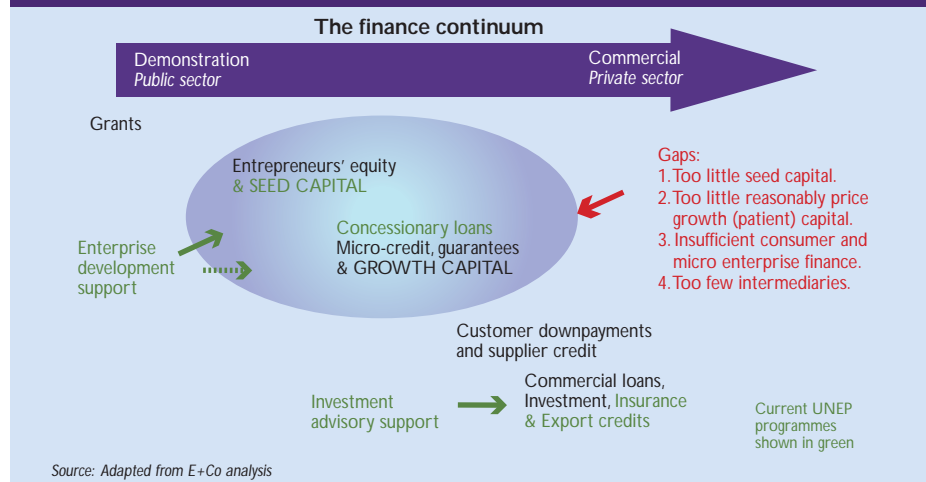 The finance continuum
Demonstration
Public sector
Commercial
Private sector
Grants
Entrepreneurs' equity
& SEED CAPITAL
Concessionary loans
Micro-credit, guarantees
& GROWTH CAPITAL
Enterprise
development
support
Gaps:
1. Too little seed capital.
2. Too little reasonably price
growth (patient) capital.
3. Insufficient consumer and
micro enterprise finance.
4. Too few intermediaries.
Customer downpayments
and supplier credit
Investment
advisory support
Commercial loans,
Investment, Insurance
& Export credits
Current UNEP
programmes
shown in green
Source: Adapted from E+Co analysis